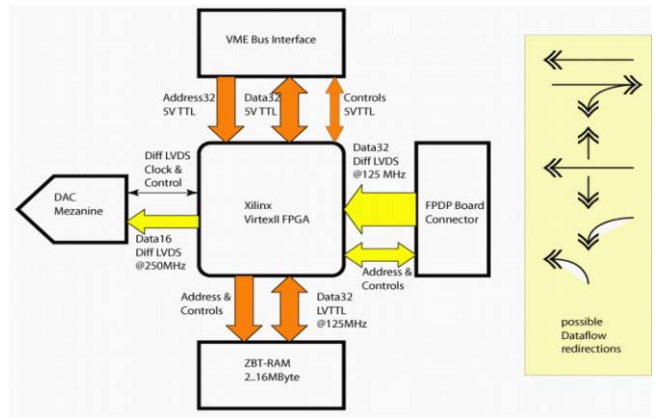 VME Bus Interface
Address32
5V TTL
Data32
5V TTL
Controls
5VTTL
Diff LVDS
Clock &
Control
DAC
Mezanine
Data16
Diff LVDS
@250MHz
Xilinx
VirtexII FPGA
Data32
Diff LVDS
@125 MHz
FPDP Board
Connector
Address &
Controls
Address &
Controls
Data32
LVTTL
@125MHz
ZBT-RAM
2..16MByte
possible
Dataflow
redirections